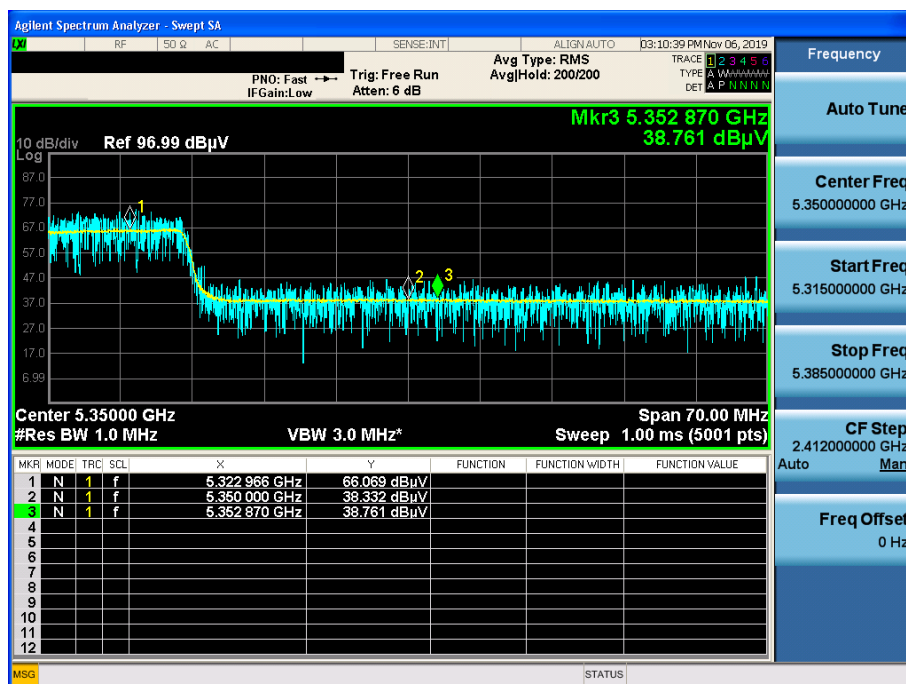 Agilent Spectrum Analyzer - Swept SA
LXI RF 50 Ω AC SENSE:INT ALIGN AUTO 03:10:39 PM Nov 06, 2019
Avg Type: RMS TRACE 1 2 3 4 5 6
PNO: Fast Trig: Free Run Avg|Hold: 200/200 TYPE A WWWWW
IFGain:Low Atten: 6 dB DET A P N N N N
Mkr3 5.352 870 GHz
10 dB/div Ref 96.99 dBµV 38.761 dBµV
Log
87.0
77.0
67.0
57.0
47.0
37.0
27.0
17.0
6.99
1
2
3
Center 5.35000 GHz Span 70.00 MHz
#Res BW 1.0 MHz VBW 3.0 MHz* Sweep 1.00 ms (5001 pts)
MKR MODE TRC SCL X Y FUNCTION FUNCTION WIDTH FUNCTION VALUE
1 N 1 f 5.322 966 GHz 66.069 dBµV
2 N 1 f 5.350 000 GHz 38.332 dBµV
3 N 1 f 5.352 870 GHz 38.761 dBµV
4
5
6
7
8
9
10
11
12
MSG STATUS
Frequency
Auto Tune
Center Freq
5.350000000 GHz
Start Freq
5.315000000 GHz
Stop Freq
5.385000000 GHz
CF Step
2.412000000 GHz
Auto Man
Freq Offset
0 Hz